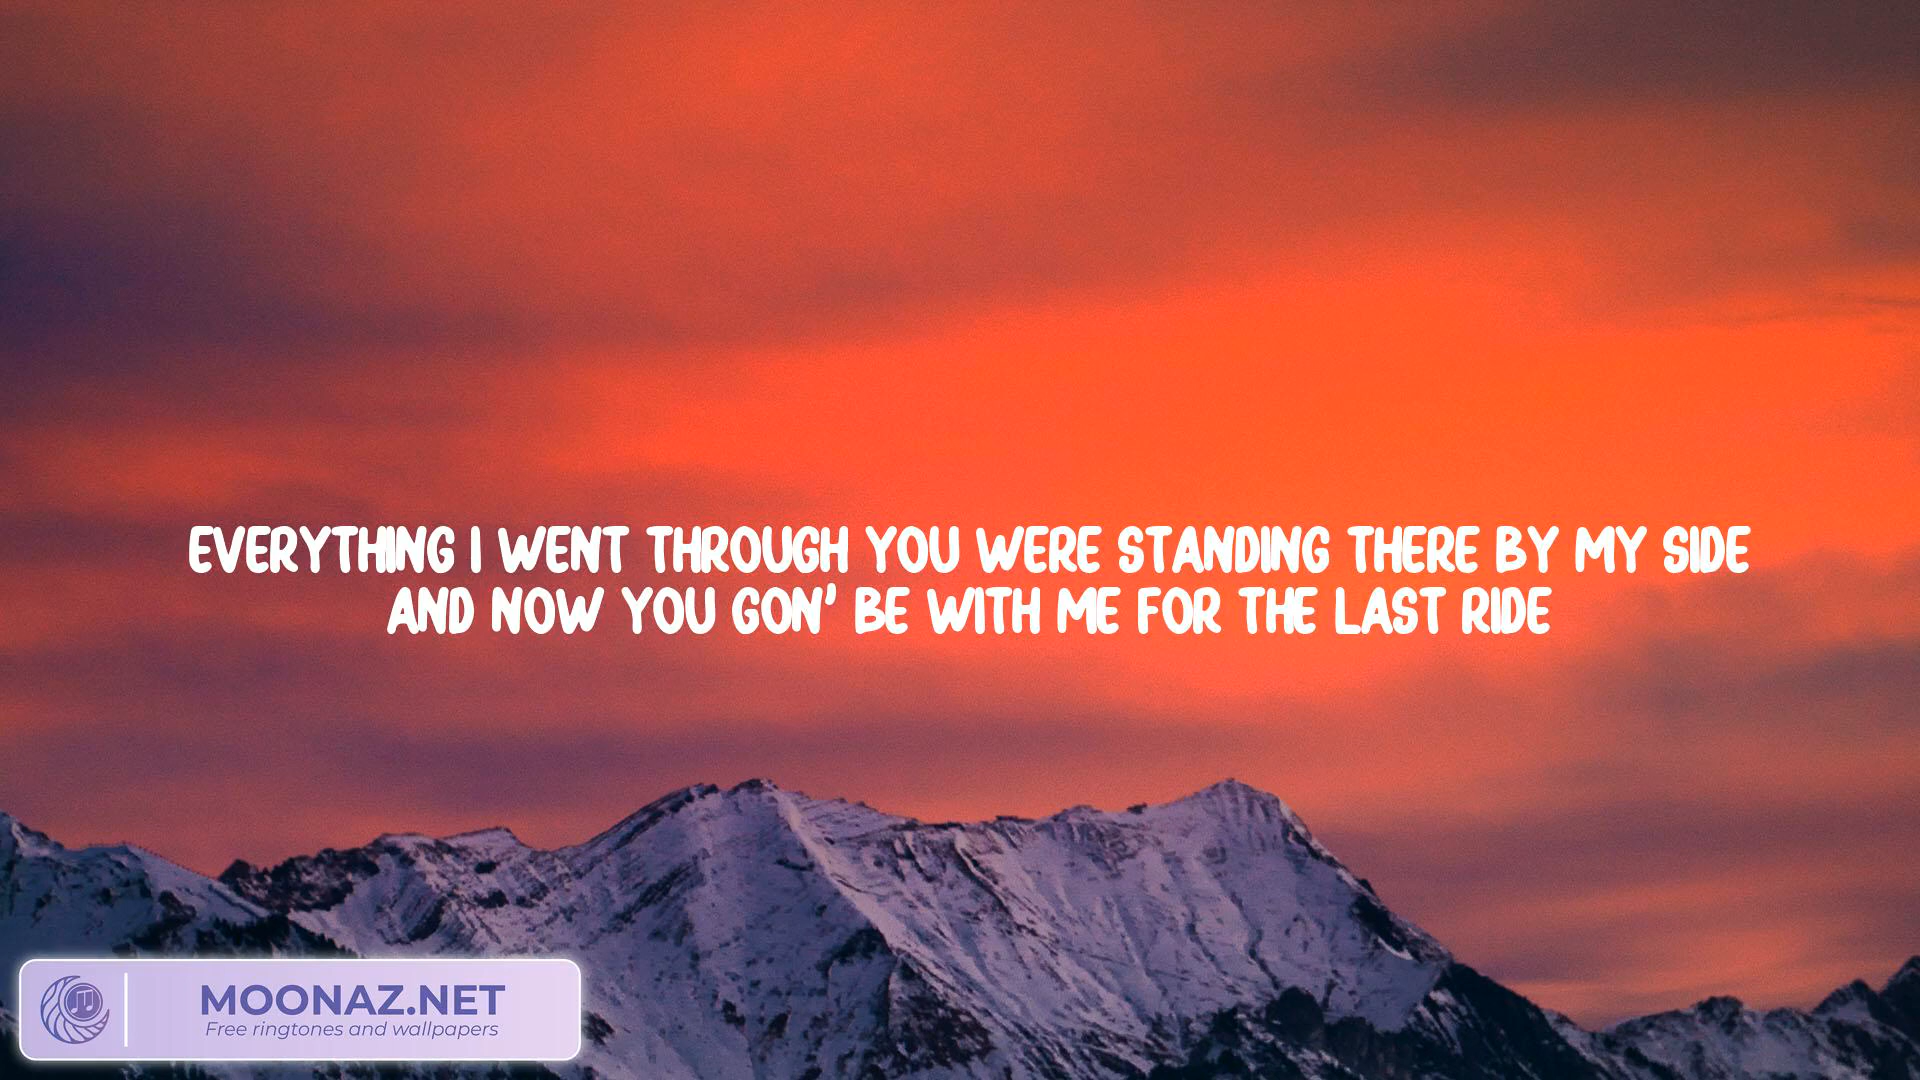 EVERYTHING I WENT THROUGH YOU WERE STANDING THERE BY MY SIDE
AND NOW YOU GON' BE WITH ME FOR THE LAST RIDE
MOONAZ.NET
Free ringtones and wallpapers